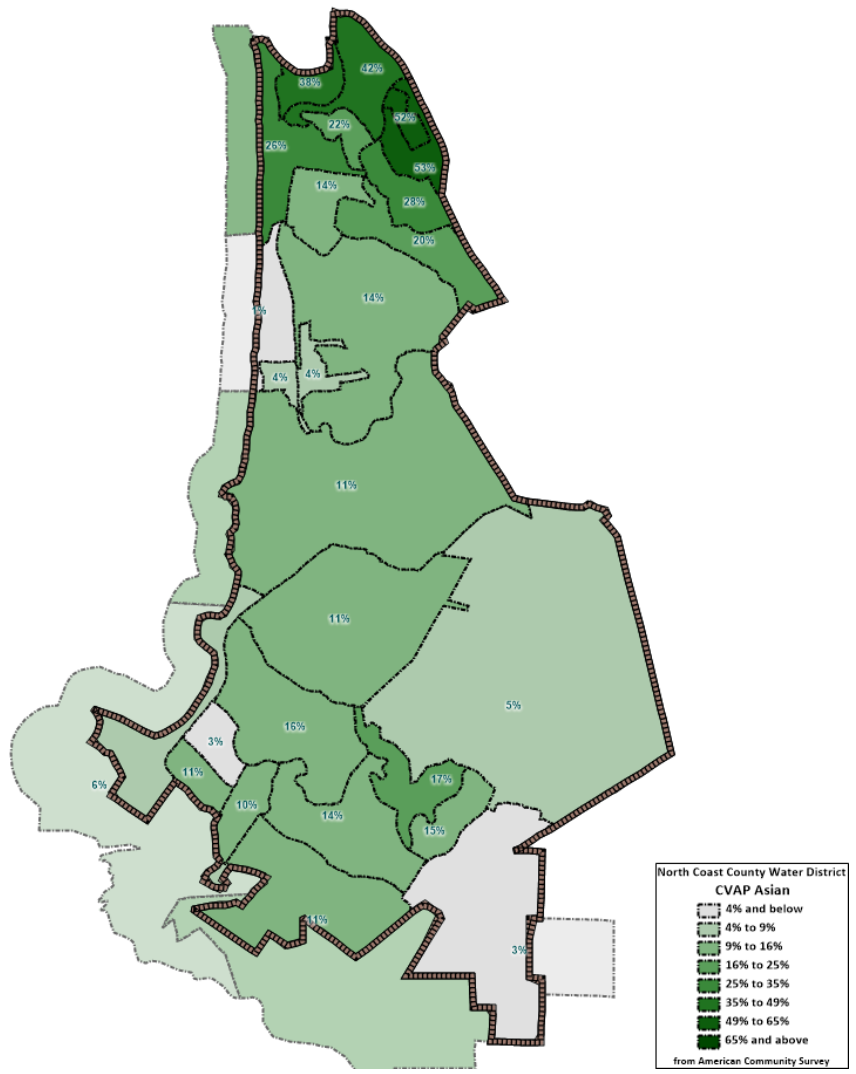 42%
38%
52%
22%
26%
53%
14%
28%
20%
14%
1%
4%
4%
11%
11%
5%
16%
3%
11%
17%
6%
10%
14%
15%
11%
3%
North Coast County Water District
CVAP Asian
4% and below
4% to 9%
9% to 16%
16% to 25%
25% to 35%
35% to 49%
49% to 65%
65% and above
from American Community Survey